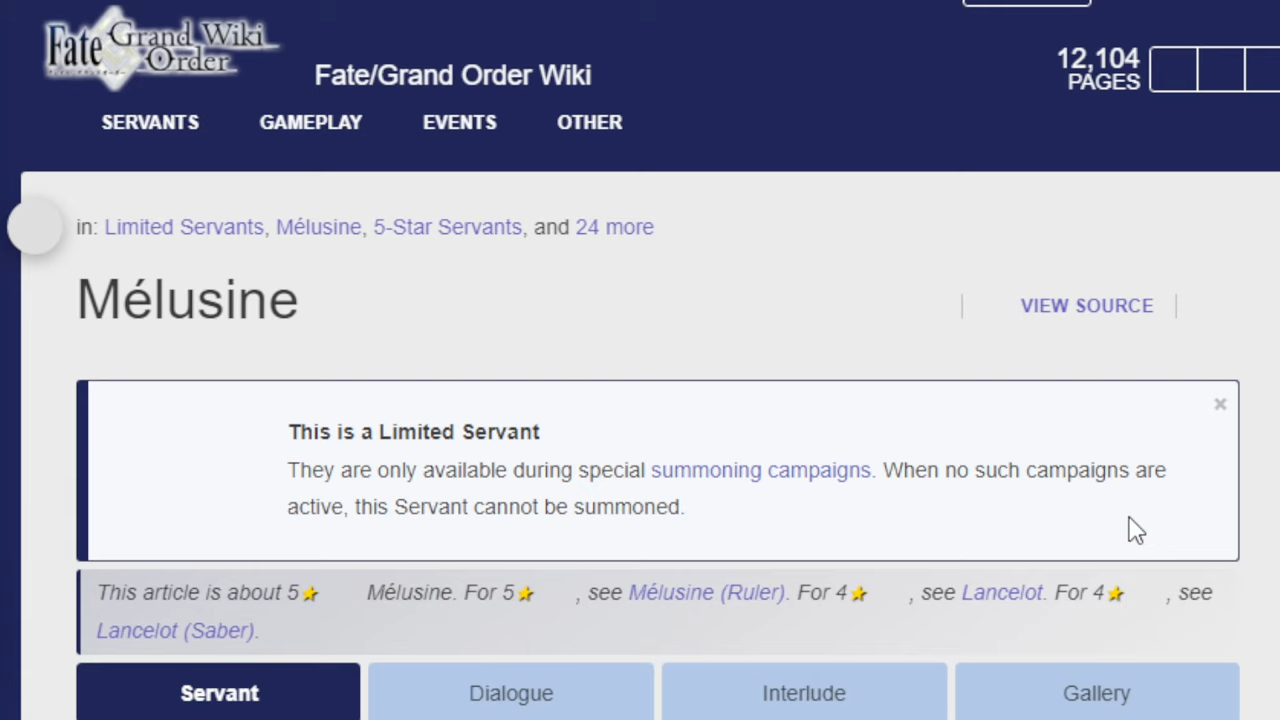 Fate Grand Wiki
Order
Fate/Grand Order Wiki
12,104
PAGES
SERVANTS GAMEPLAY EVENTS OTHER
in: Limited Servants, Mélusine, 5-Star Servants, and 24 more
Mélusine
VIEW SOURCE
×
This is a Limited Servant
They are only available during special summoning campaigns. When no such campaigns are
active, this Servant cannot be summoned.
This article is about 5⭐ Mélusine. For 5⭐ , see Mélusine (Ruler). For 4⭐ , see Lancelot. For 4⭐ , see
Lancelot (Saber).
Servant Dialogue Interlude Gallery